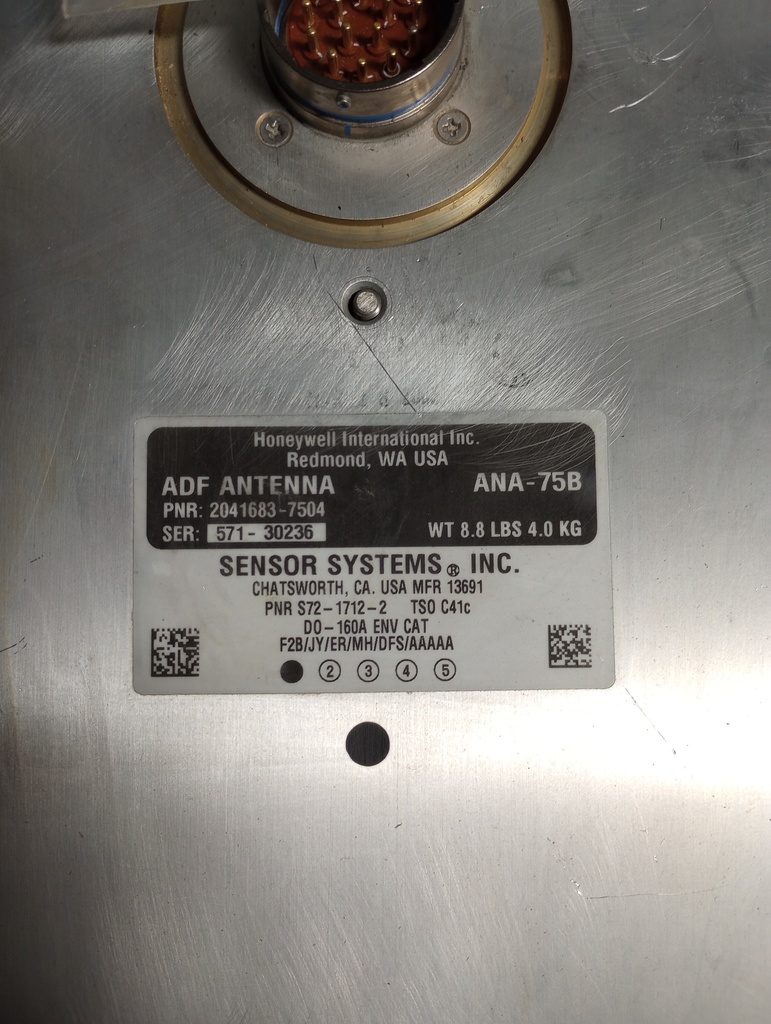 Honeywell International Inc.
Redmond, WA USA
ADF ANTENNA ANA-75B
PNR: 2041683-7504
SER: 571-30236 WT 8.8 LBS 4.0 KG
SENSOR SYSTEMS ® INC.
CHATSWORTH, CA. USA MFR 13691
PNR S72-1712-2 TSO C41c
DO-160A ENV CAT
F2B/JY/ER/MH/DFS/AAAAA
② ③ ④ ⑤